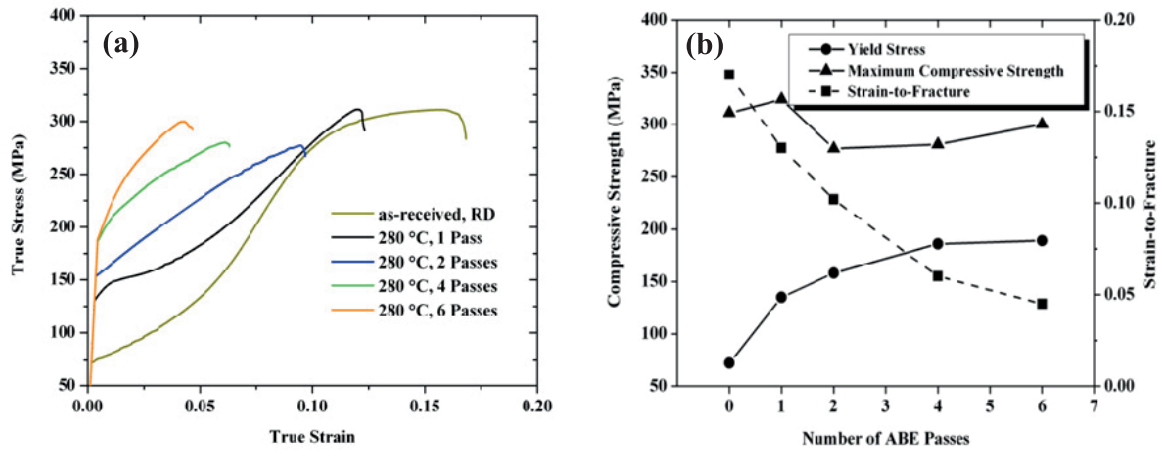 (a)
400
350
300
250
200
150
100
50
True Stress (MPa)
as-received, RD
280 °C, 1 Pass
280 °C, 2 Passes
280 °C, 4 Passes
280 °C, 6 Passes
0.00 0.05 0.10 0.15 0.20
True Strain
(b)
400
350
300
250
200
150
100
50
Compressive Strength (MPa)
Yield Stress
Maximum Compressive Strength
Strain-to-Fracture
0.20
0.15
0.10
0.05
0.00
Strain-to-Fracture
0 1 2 3 4 5 6 7
Number of ABE Passes